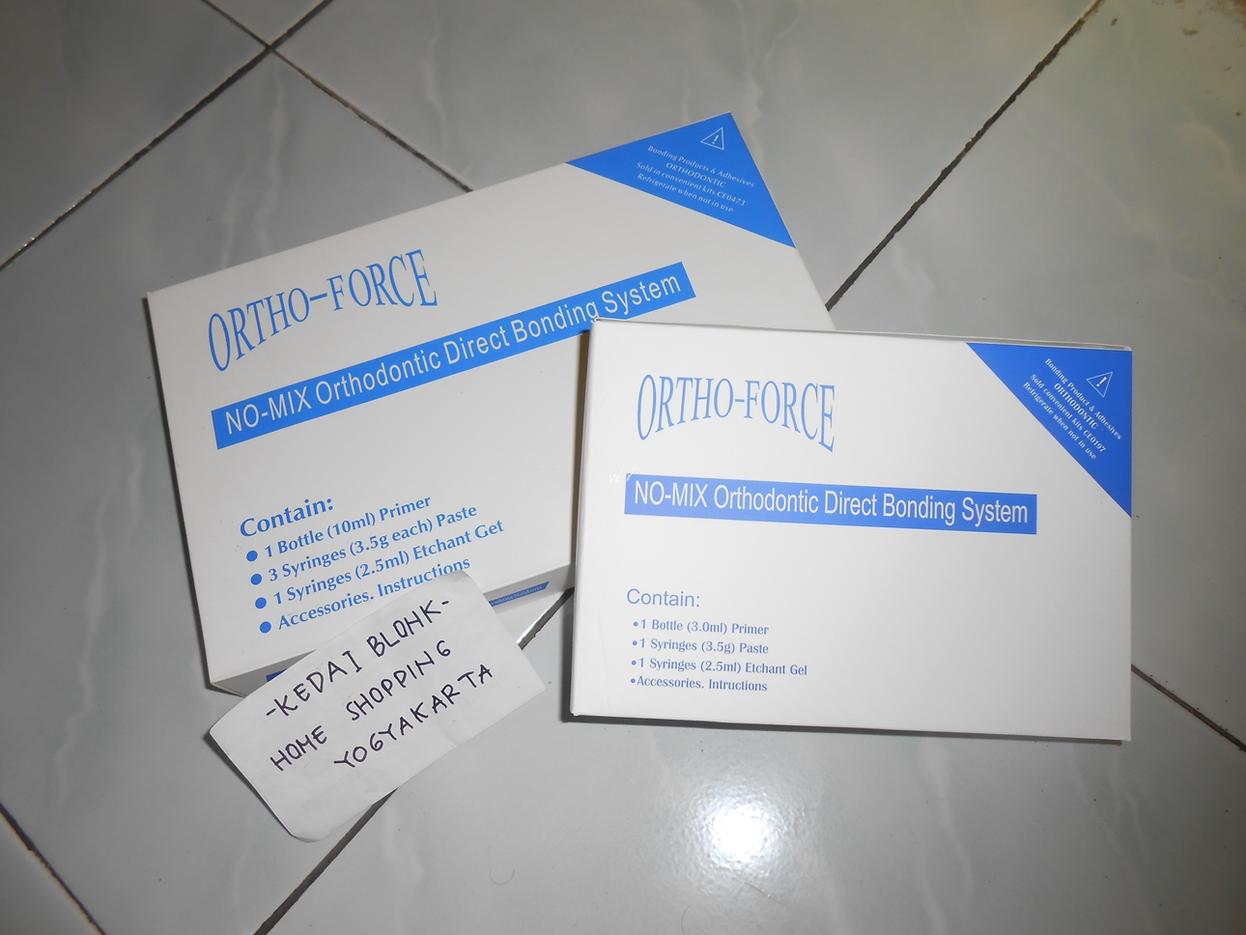 ORTHO-FORCE
NO-MIX Orthodontic Direct Bonding System
Bonding Products & Adhesives
ORTHODONTIC
Sold in convenient kits CE0473
Refrigerate when not in use
Contain:
• 1 Bottle (10ml) Primer
• 3 Syringes (3.5g each) Paste
• 1 Syringes (2.5ml) Etchant Get
• Accessories. Instructions
-KEDAI BLOHK-
HOME SHOPPING
YOGYAKARTA
ORTHO-FORCE
NO-MIX Orthodontic Direct Bonding System
Bonding Product & Adhesives
ORTHODONTIC
Sold convenient kits CE0197
Refrigerate when not in use
Contain:
•1 Bottle (3.0ml) Primer
•1 Syringes (3.5g) Paste
•1 Syringes (2.5ml) Etchant Gel
•Accessories. Intructions